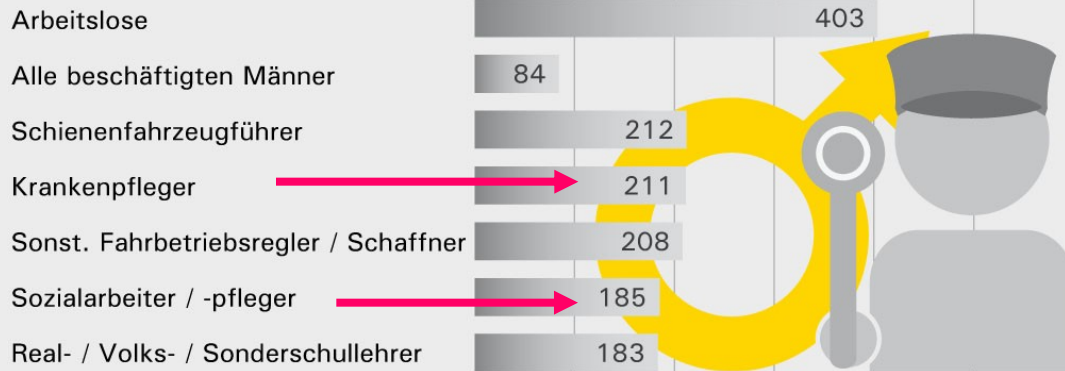 Arbeitslose 403
Alle beschäftigten Männer 84
Schienenfahrzeugführer 212
Krankenpfleger 211
Sonst. Fahrbetriebsregler / Schaffner 208
Sozialarbeiter / -pfleger 185
Real- / Volks- / Sonderschullehrer 183